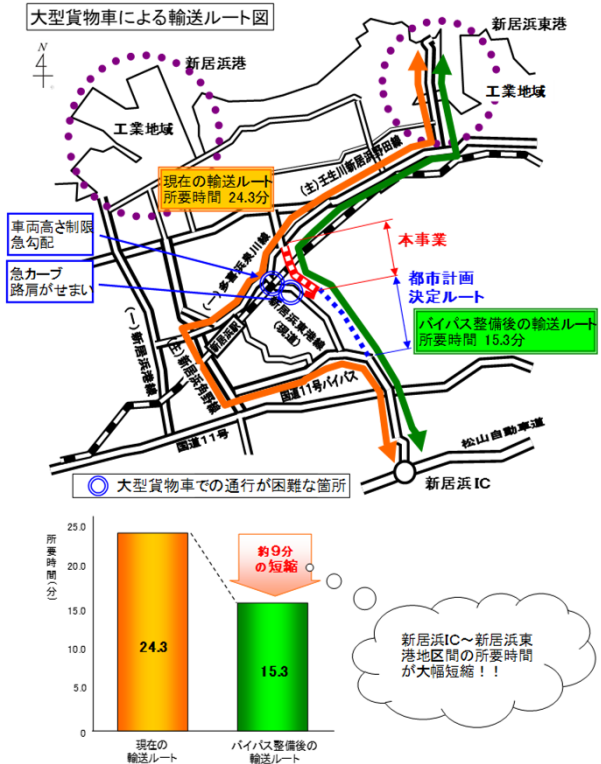 大型貨物車による輸送ルート図
N
4
新居浜港
新居浜東港
工業地域
工業地域
(主)壬生川新居浜野田線
現在の輸送ルート
所要時間 24.3分
車両高さ制限
急勾配
急カーブ
路肩がせまい
(一)多喜浜泉川線
本事業
都市計画
決定ルート
新居浜東港線
(現道)
新居浜駅
バイパス整備後の輸送ルート
所要時間 15.3分
(一)新居浜港線
(主)新居浜角野線
国道11号バイパス
国道11号
松山自動車道
新居浜IC
大型貨物車での通行が困難な箇所
所要時間(分)
25.0
20.0
15.0
10.0
5.0
0
24.3
15.3
約9分
の短縮
現在の
輸送ルート
バイパス整備後の
輸送ルート
新居浜IC～新居浜東
港地区間の所要時間
が大幅短縮！！